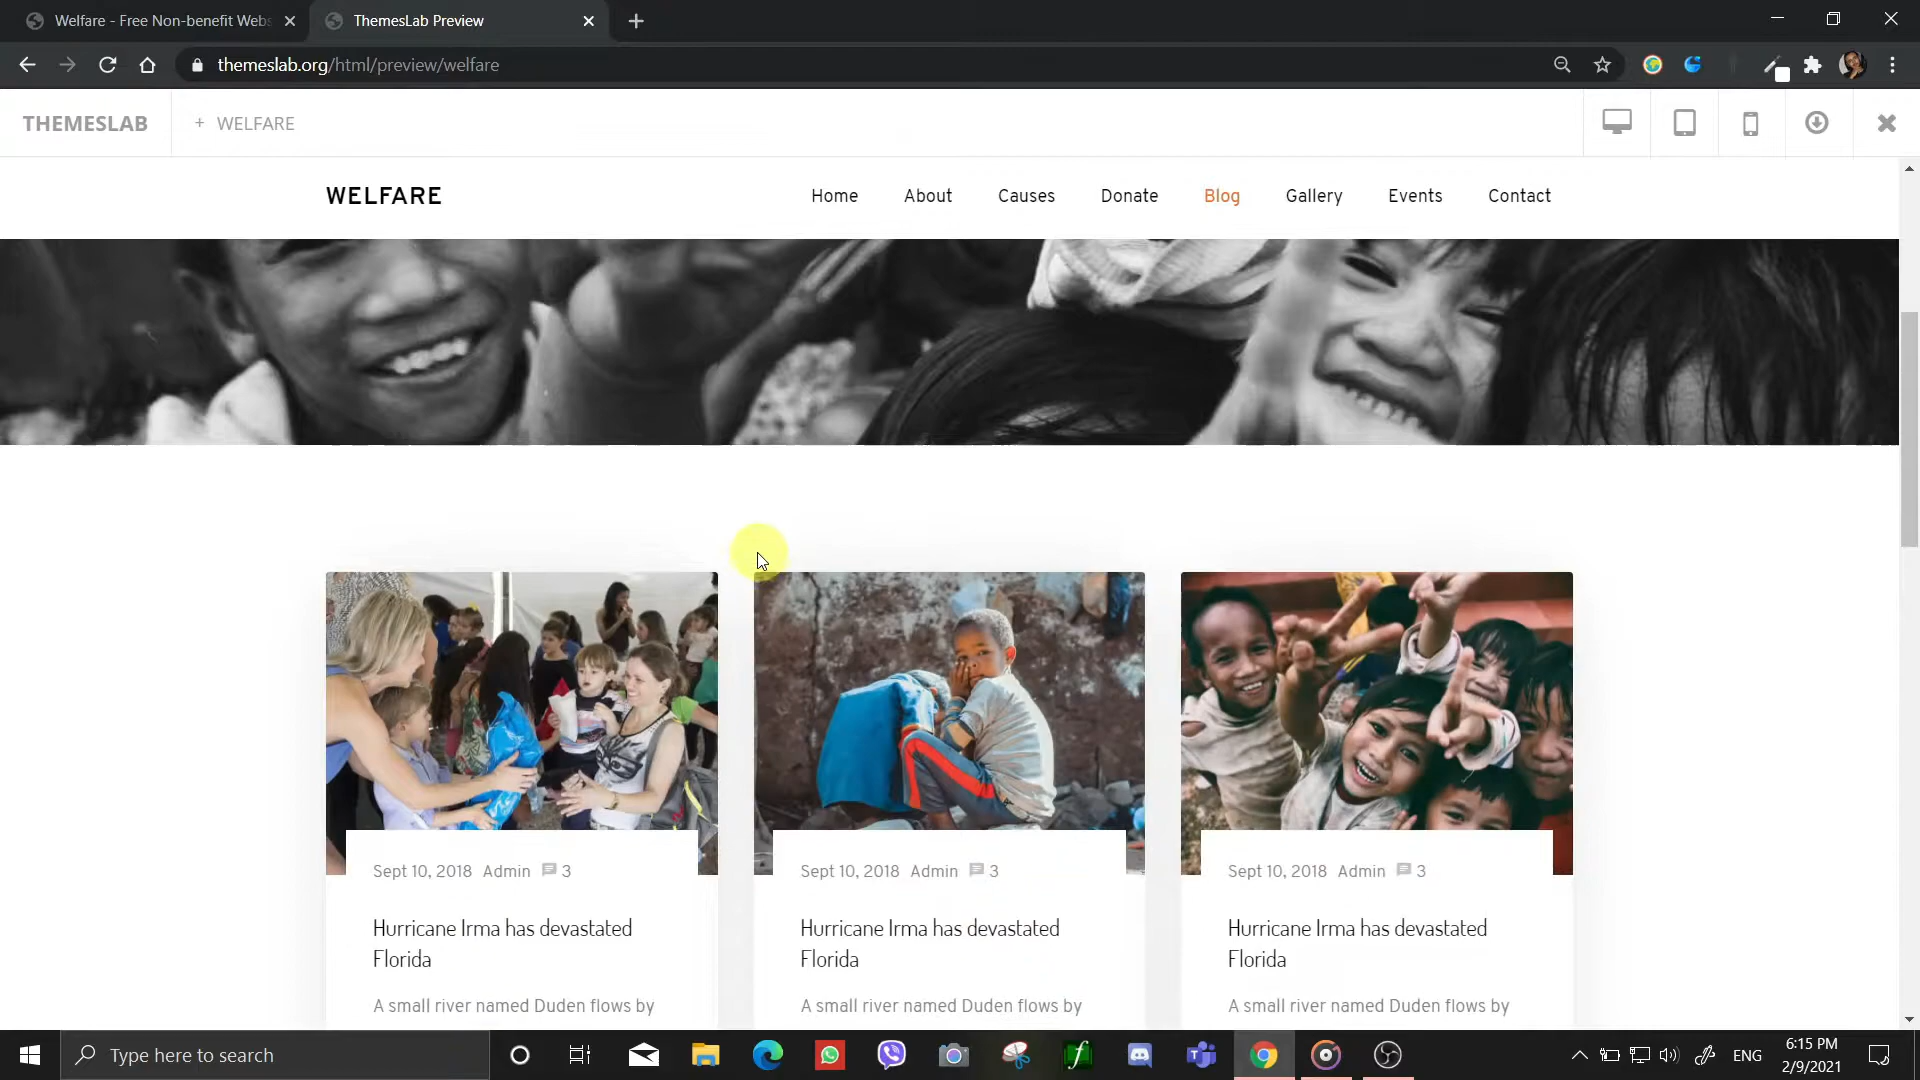 Welfare - Free Non-benefit Webs
ThemesLab Preview
themeslab.org/html/preview/welfare
THEMESLAB
+ WELFARE
WELFARE
Home About Causes Donate Blog Gallery Events Contact
Sept 10, 2018 Admin 3
Hurricane Irma has devastated
Florida
A small river named Duden flows by
Sept 10, 2018 Admin 3
Hurricane Irma has devastated
Florida
A small river named Duden flows by
Sept 10, 2018 Admin 3
Hurricane Irma has devastated
Florida
A small river named Duden flows by
Type here to search
ENG
6:15 PM
2/9/2021